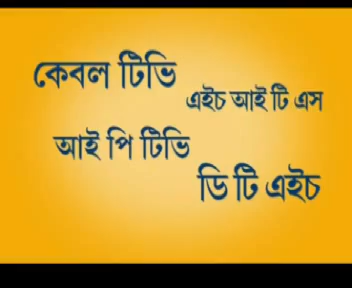 কেবল টিভি
এইচ আই টি এস
আই পি টিভি
ডি টি এইচ